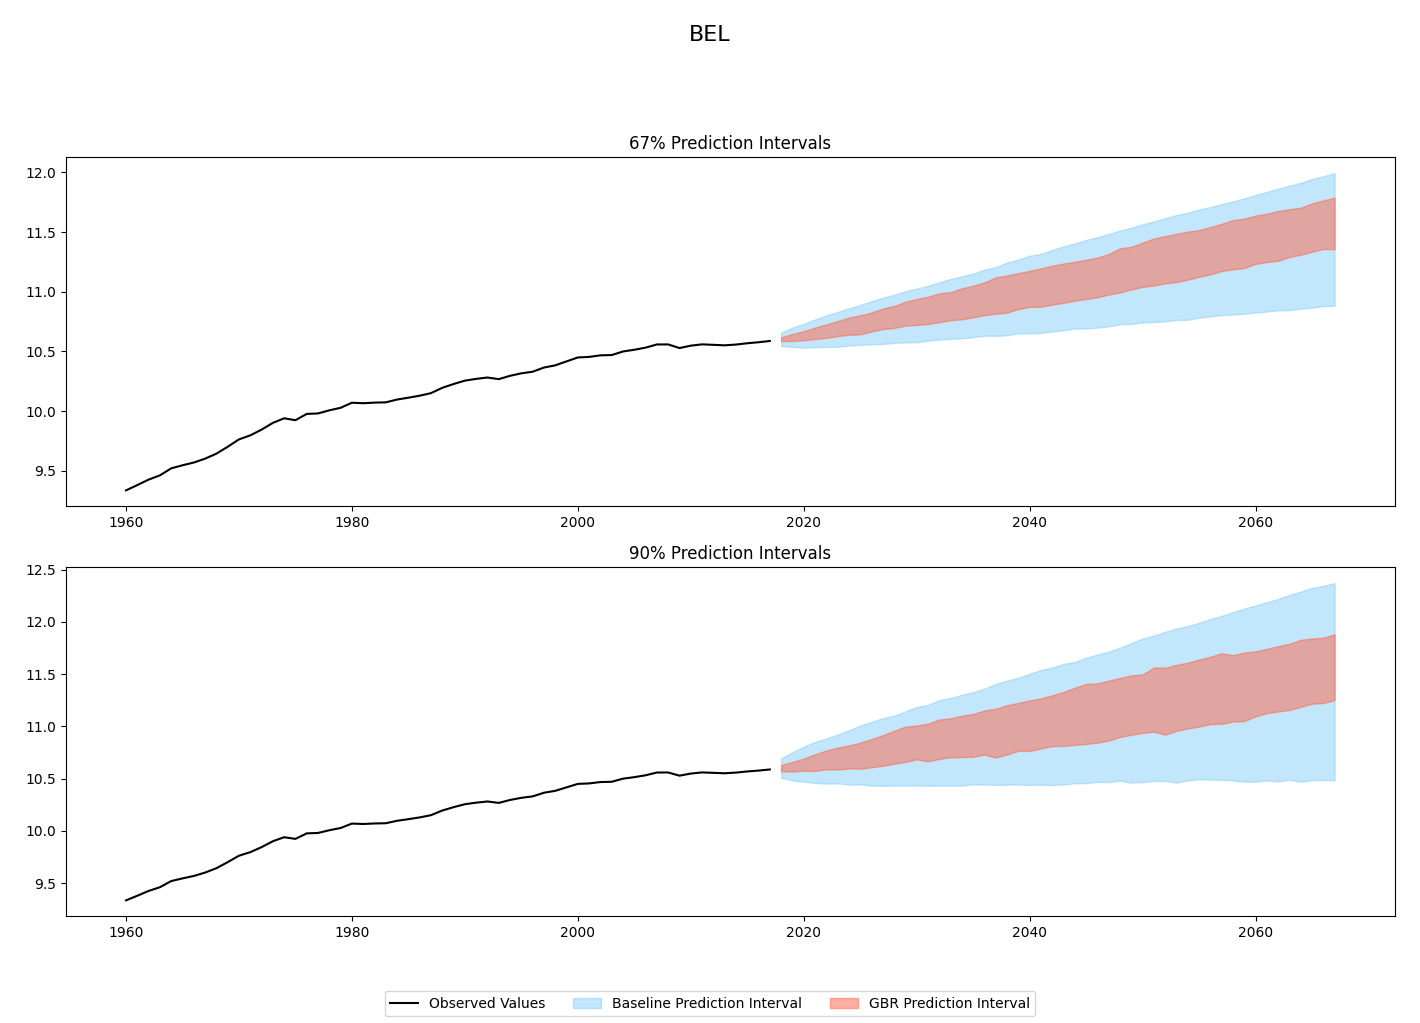 BEL
67% Prediction Intervals
12.0
11.5
11.0
10.5
10.0
9.5
1960 1980 2000 2020 2040 2060
90% Prediction Intervals
12.5
12.0
11.5
11.0
10.5
10.0
9.5
1960 1980 2000 2020 2040 2060
Observed Values Baseline Prediction Interval GBR Prediction Interval